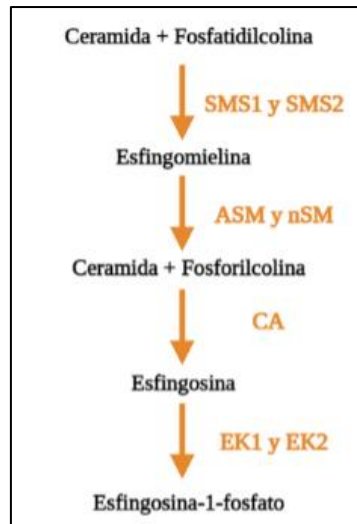 Ceramida + Fosfatidilcolina
SMS1 y SMS2
Esfingomielina
ASM y nSM
Ceramida + Fosforilcolina
CA
Esfingosina
EK1 y EK2
Esfingosina-1-fosfato